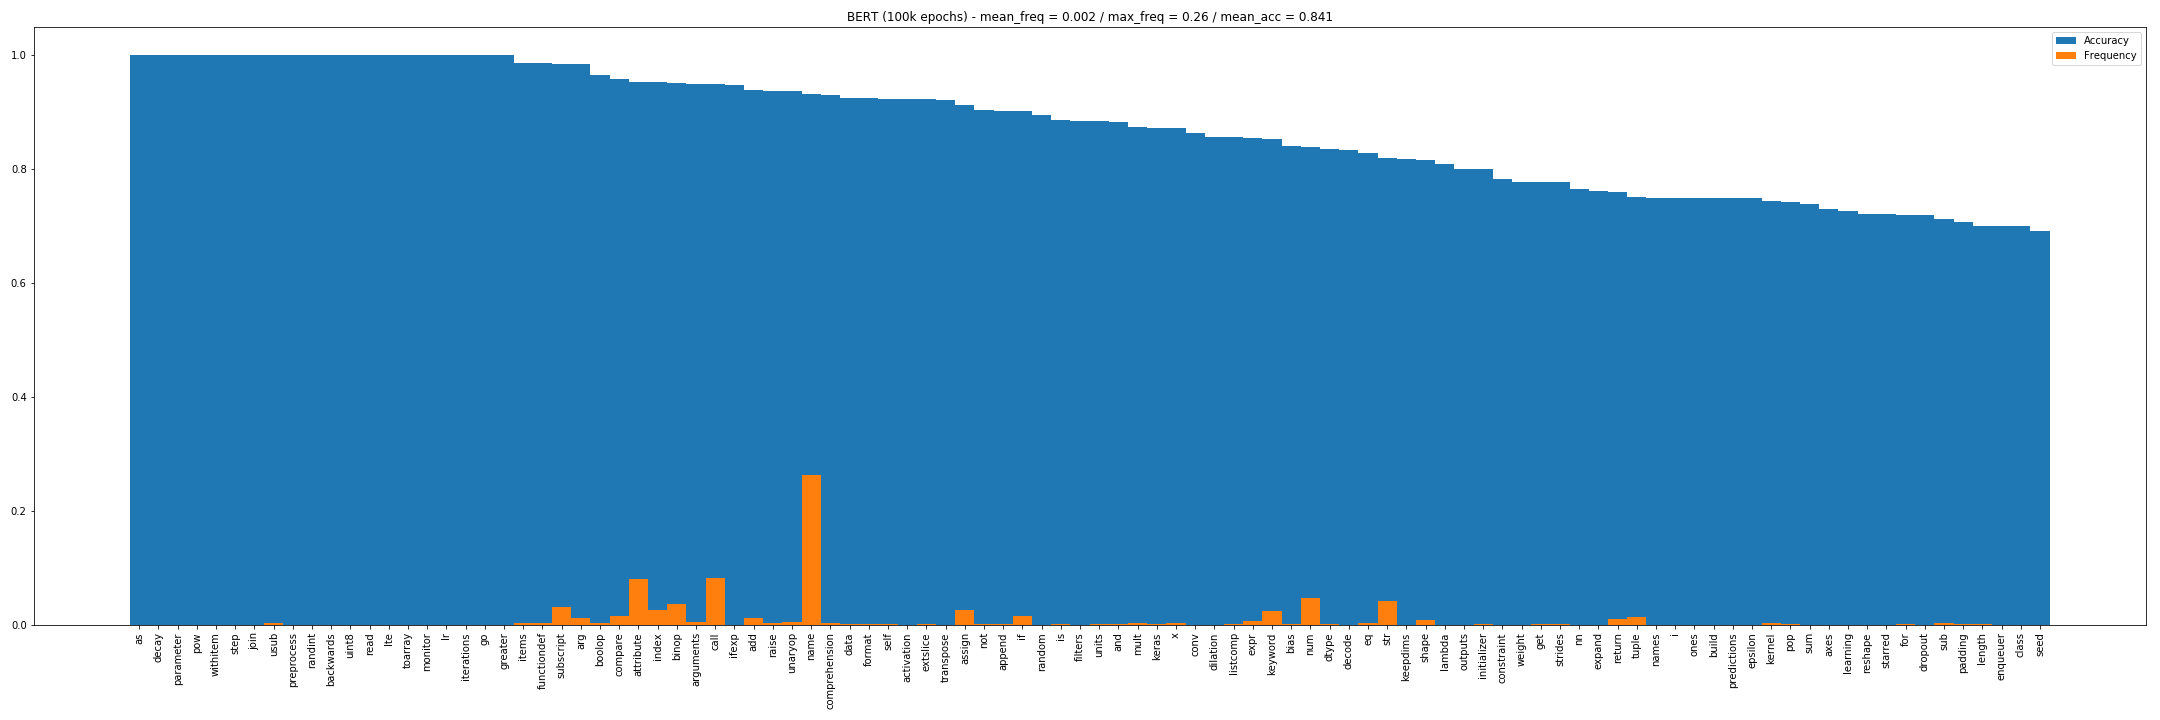 BERT (100k epochs) - mean_freq = 0.002 / max_freq = 0.26 / mean_acc = 0.841
Accuracy
Frequency
1.0
0.8
0.6
0.4
0.2
0.0
as
decay
parameter
pow
withitem
step
join
usub
preprocess
randint
backwards
uint8
read
lte
toarray
monitor
lr
iterations
go
greater
items
functiondef
subscript
arg
boolop
compare
attribute
index
binop
arguments
call
ifexp
add
raise
unaryop
name
comprehension
data
format
self
activation
extslice
transpose
assign
not
append
if
random
is
filters
units
and
mult
keras
x
conv
dilation
listcomp
expr
keyword
bias
num
dtype
decode
eq
str
keepdims
shape
lambda
outputs
initializer
constraint
weight
get
strides
nn
expand
return
tuple
names
i
ones
build
predictions
epsilon
kernel
pop
sum
axes
learning
reshape
starred
for
dropout
sub
padding
length
enqueuer
class
seed